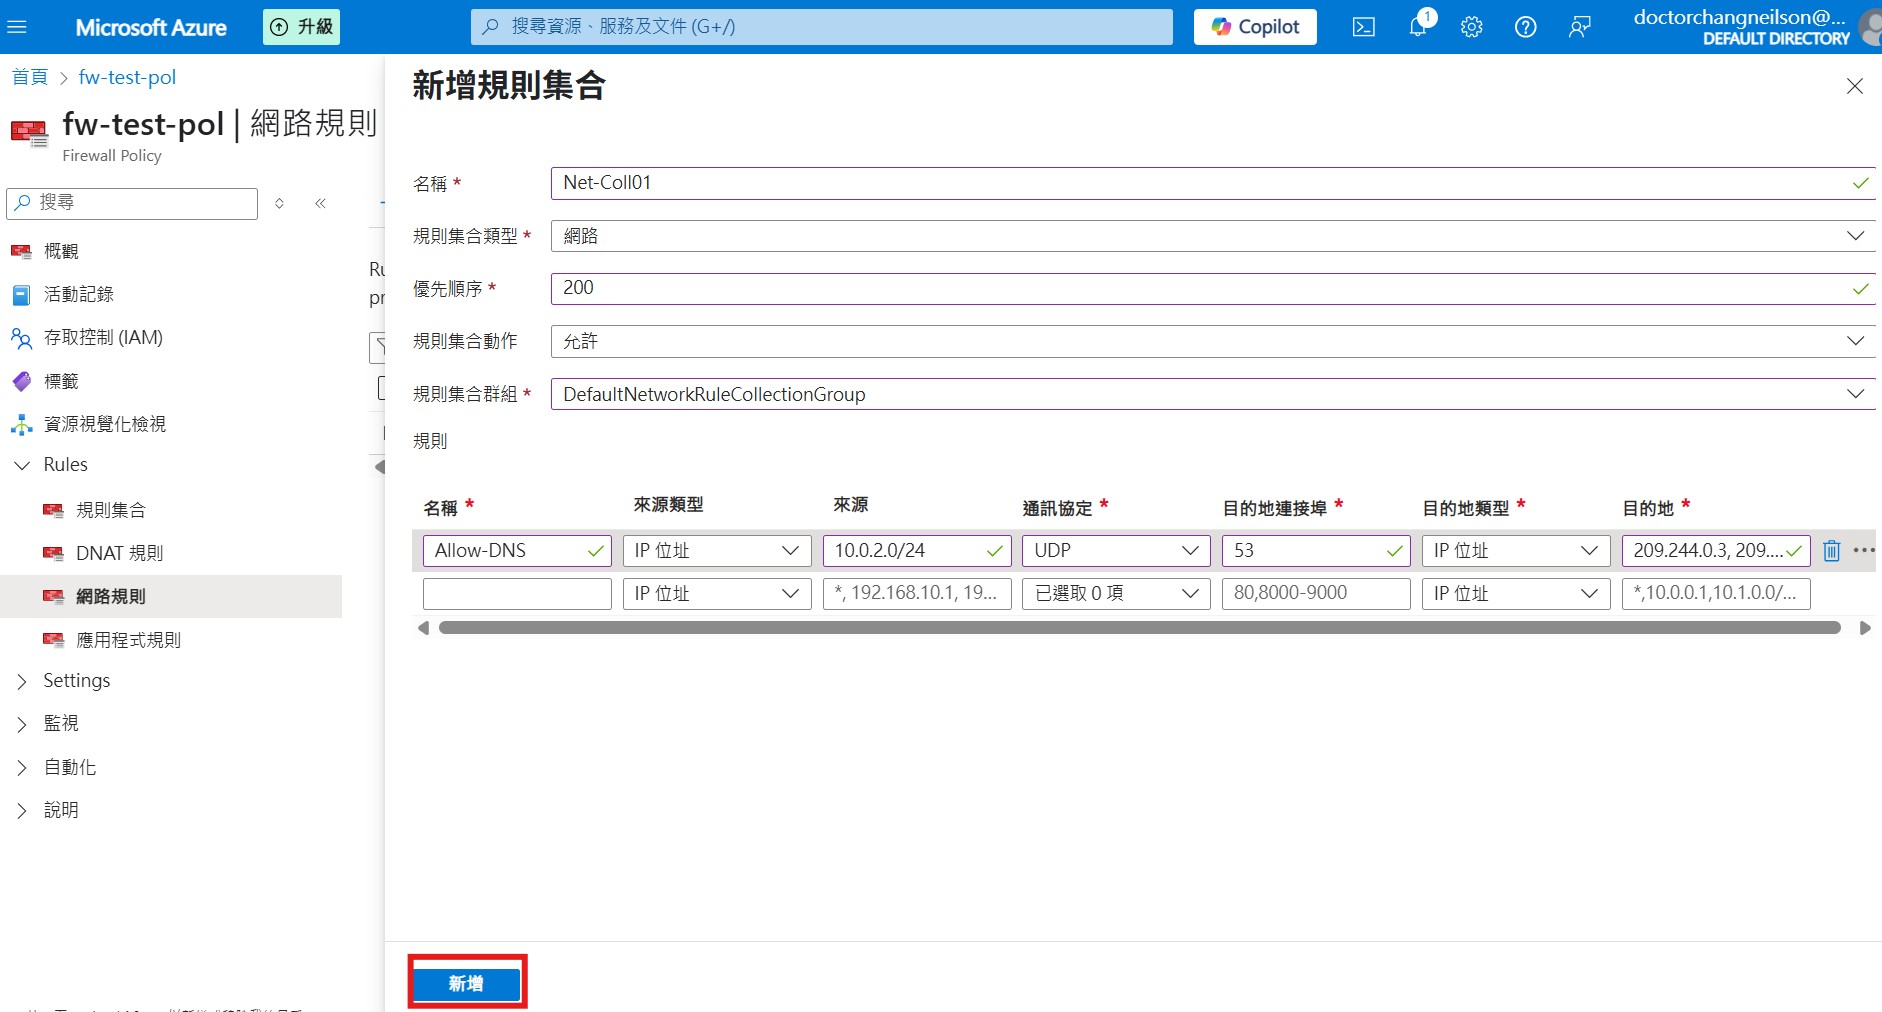 Microsoft Azure
升級
搜尋資源、服務及文件 (G+/)
Copilot
1
doctorchangneilson@...
DEFAULT DIRECTORY
首頁 > fw-test-pol
fw-test-pol | 網路規則
Firewall Policy
搜尋
概觀
活動記錄
存取控制 (IAM)
標籤
資源視覺化檢視
Rules
規則集合
DNAT 規則
網路規則
應用程式規則
Settings
監視
自動化
說明
新增規則集合
名稱 *
Net-Coll01
規則集合類型 *
網路
優先順序 *
200
規則集合動作
允許
規則集合群組 *
DefaultNetworkRuleCollectionGroup
規則
名稱 * 來源類型 來源 通訊協定 * 目的地連接埠 * 目的地類型 * 目的地 *
Allow-DNS IP 位址 10.0.2.0/24 UDP 53 IP 位址 209.244.0.3, 209....
IP 位址 *, 192.168.10.1, 19... 已選取 0 項 80,8000-9000 IP 位址 *,10.0.0.1,10.1.0.0/...
新增